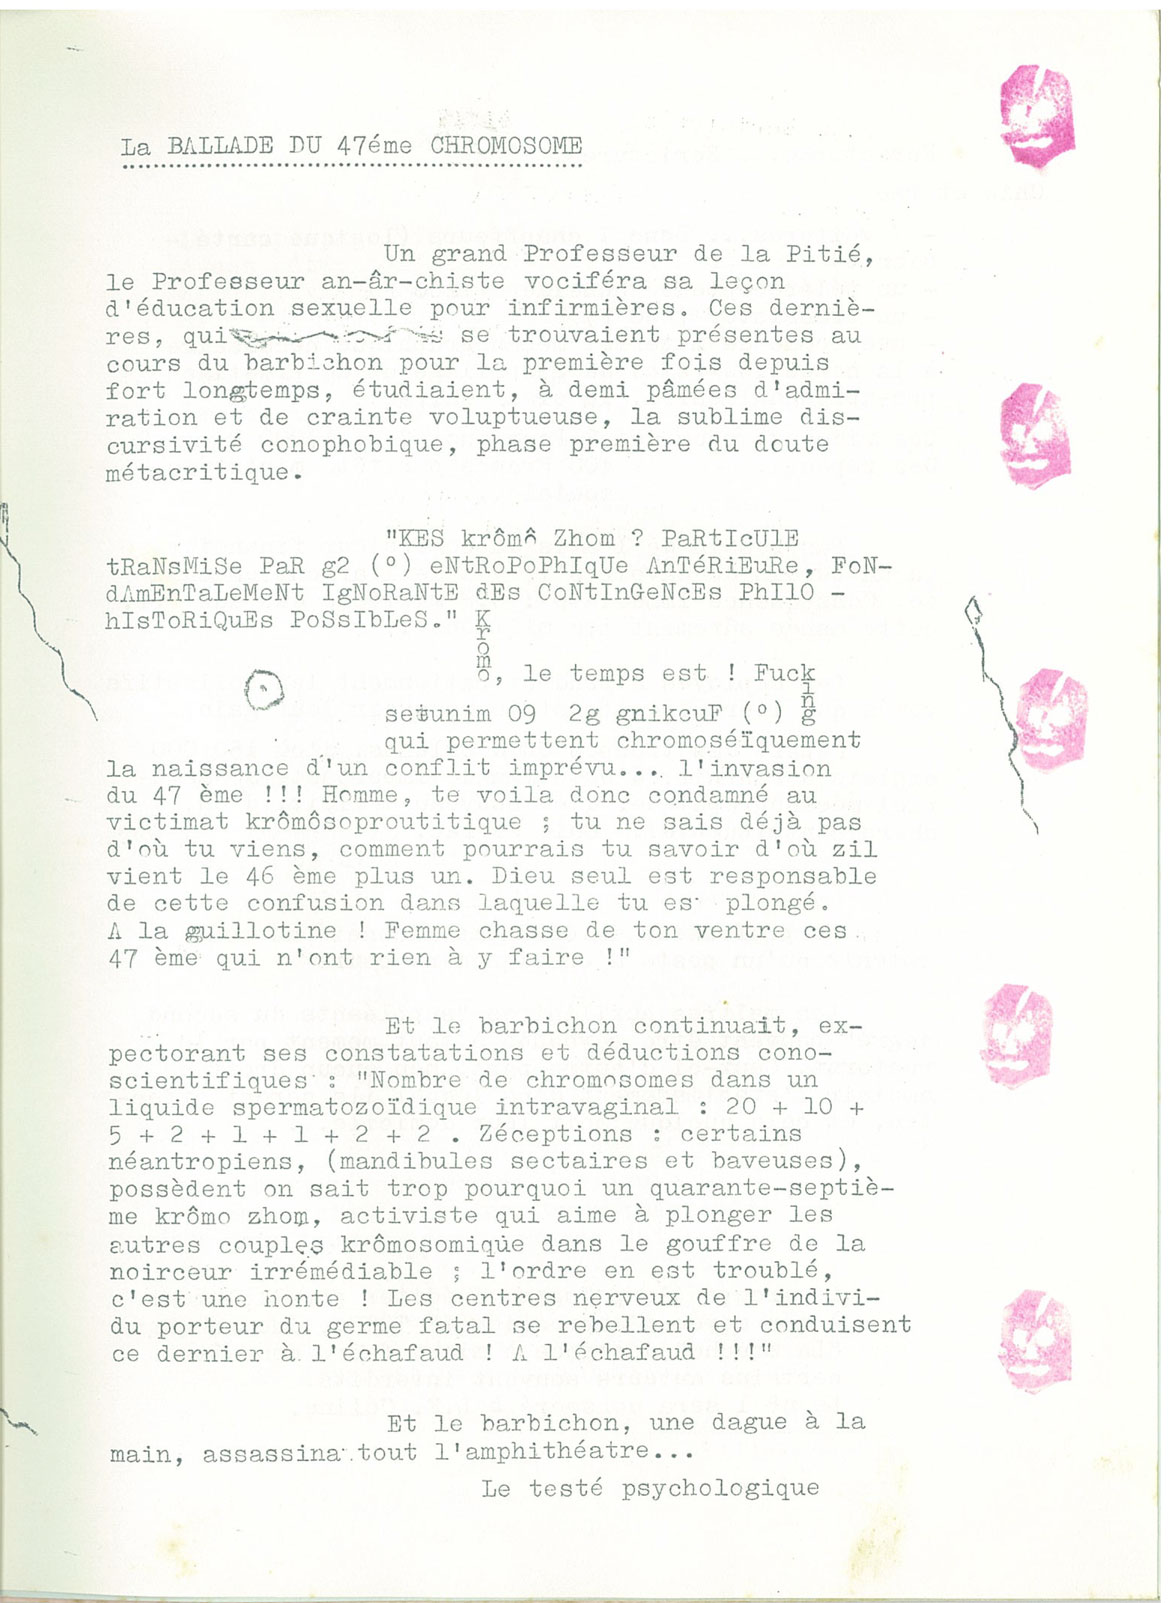 La BALLADE DU 47éme CHROMOSOME
Un grand Professeur de la Pitié,
le Professeur an-âr-chiste vociféra sa leçon
d'éducation sexuelle pour infirmières. Ces derniè-
res, qui se trouvaient présentes au
cours du barbichon pour la première fois depuis
fort longtemps, étudiaient, à demi pâmées d'admi-
ration et de crainte voluptueuse, la sublime dis-
cursivité conophobique, phase première du doute
métacritique.
"KES krômô Zhom ? PaRtIcUlE
tRaNsMiSe PaR g2 (º) eNtRoPoPhIqUe AnTéRiEuRe, FoN-
dAmEnTaLeMeNt IgNoRaNtE dEs CoNtInGeNcEs PhIlO -
hIsToRiQuEs PoSsIbLeS." Kromo, le temps est ! Fucking
seȶunim 09 2g gnikcuF (º)
qui permettent chromoséïquement
la naissance d'un conflit imprévu... l'invasion
du 47 ème !!! Homme, te voila donc condamné au
victimat krômôsoproutitique ; tu ne sais déjà pas
d'où tu viens, comment pourrais tu savoir d'où zil
vient le 46 ème plus un. Dieu seul est responsable
de cette confusion dans laquelle tu es plongé.
A la guillotine ! Femme chasse de ton ventre ces
47 ème qui n'ont rien à y faire !"
Et le barbichon continuait, ex-
pectorant ses constatations et déductions cono-
scientifiques : "Nombre de chromosomes dans un
liquide spermatozoïdique intravaginal : 20 + 10 +
5 + 2 + 1 + 1 + 2 + 2 . Zéceptions : certains
néantropiens, (mandibules sectaires et baveuses),
possèdent on sait trop pourquoi un quarante-septiè-
me krômo zhom, activiste qui aime à plonger les
autres couples krômosomique dans le gouffre de la
noirceur irrémédiable ; l'ordre en est troublé,
c'est une honte ! Les centres nerveux de l'indivi-
du porteur du germe fatal se rebellent et conduisent
ce dernier à l'échafaud ! A l'échafaud !!!"
Et le barbichon, une dague à la
main, assassina tout l'amphithéatre...
Le testé psychologique